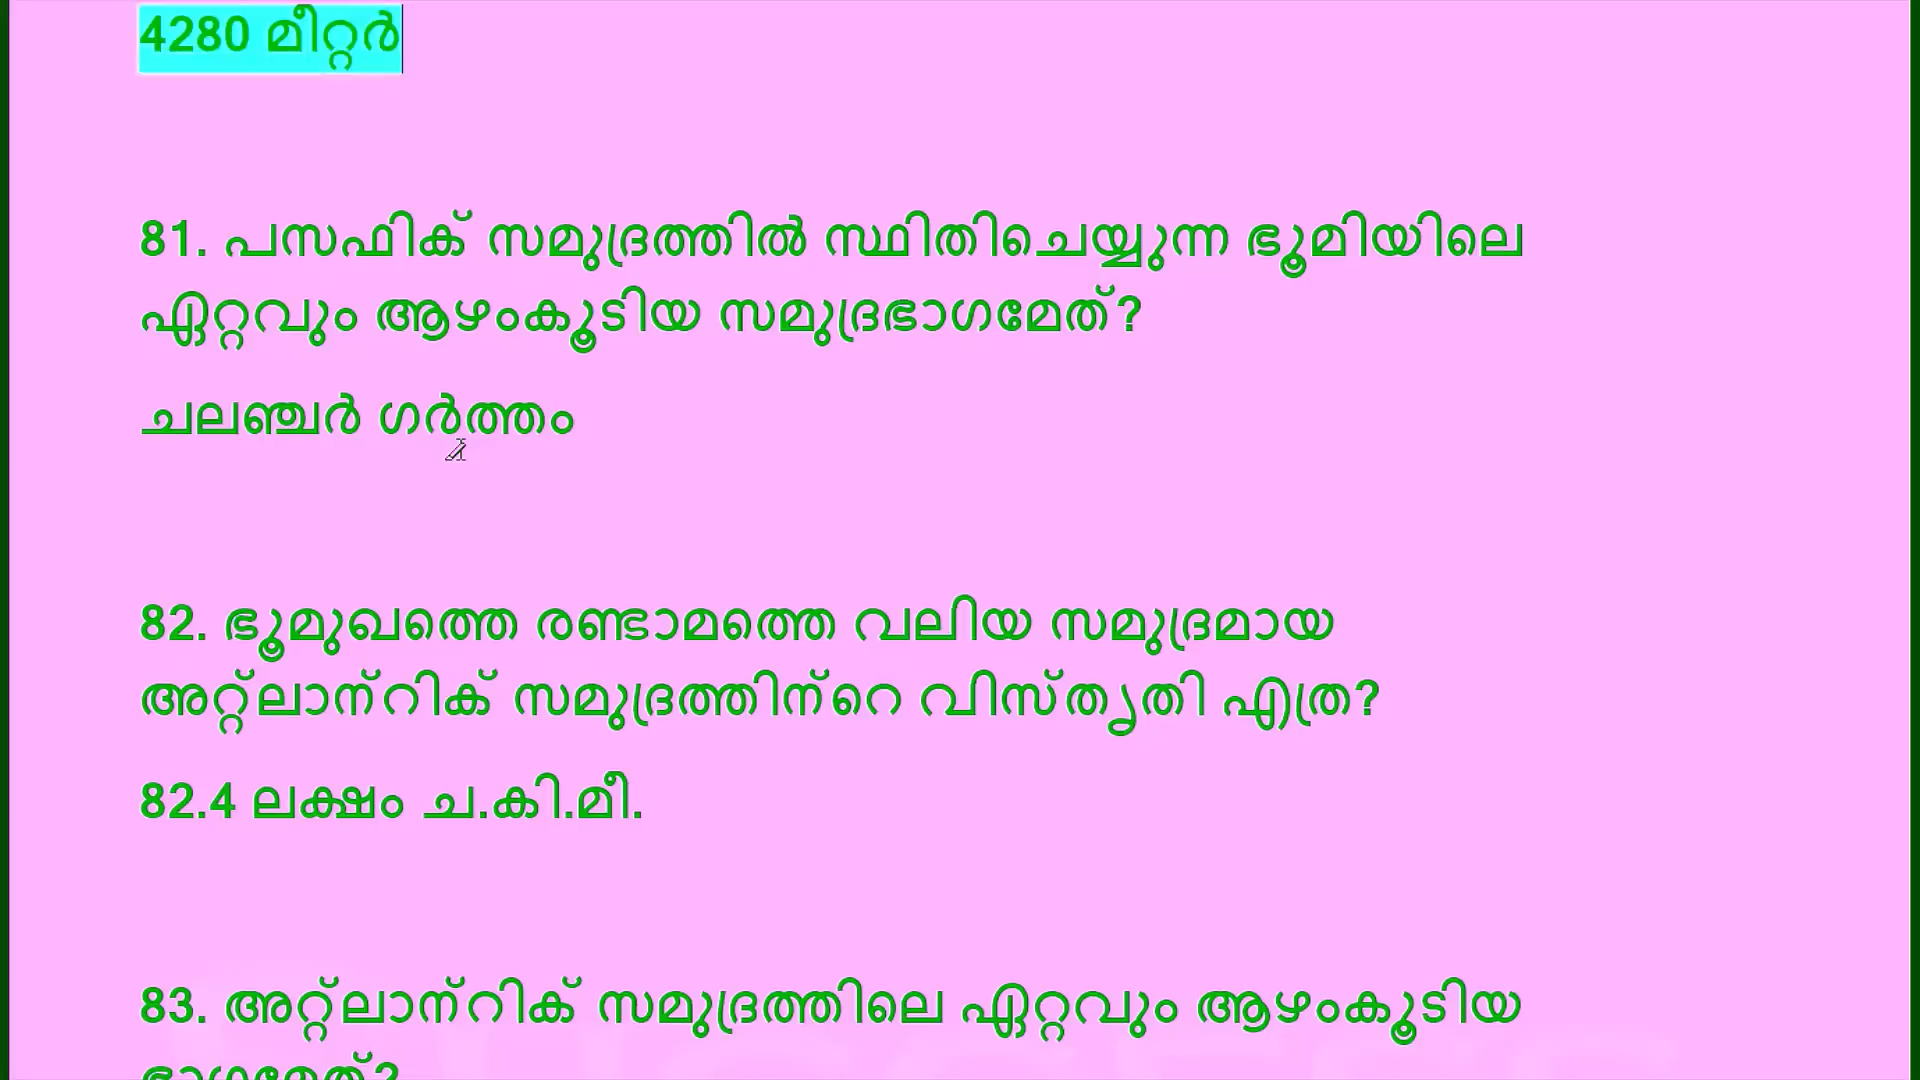 4280 മീറ്റർ
81. പസഫിക് സമുദ്രത്തിൽ സ്ഥിതിചെയ്യുന്ന ഭൂമിയിലെ
ഏറ്റവും ആഴംകൂടിയ സമുദ്രഭാഗമേത്?
ചലഞ്ചർ ഗർത്തം
82. ഭൂമുഖത്തെ രണ്ടാമത്തെ വലിയ സമുദ്രമായ
അറ്റ്ലാന്റിക് സമുദ്രത്തിന്റെ വിസ്തൃതി എത്ര?
82.4 ലക്ഷം ച.കി.മീ.
83. അറ്റ്ലാന്റിക് സമുദ്രത്തിലെ ഏറ്റവും ആഴംകൂടിയ
ഭാഗമേത്?